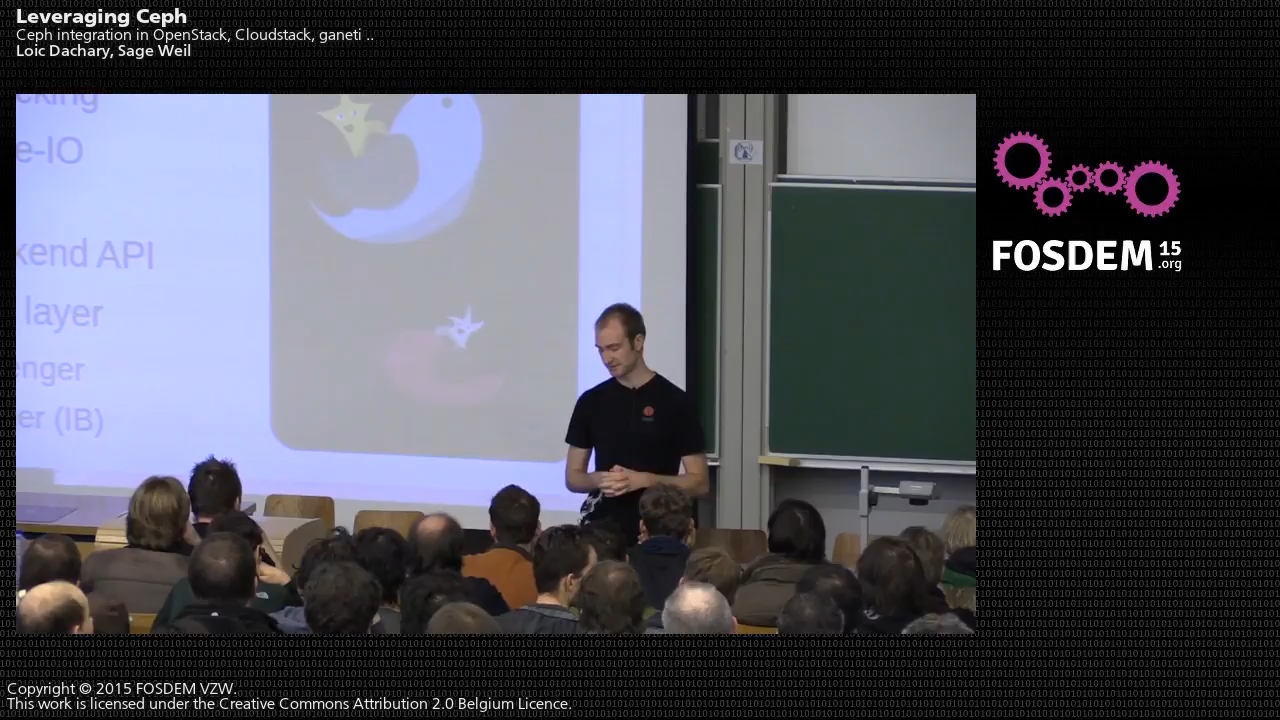 Leveraging Ceph
Ceph integration in OpenStack, Cloudstack, ganeti ..
Loic Dachary, Sage Weil
e-IO
kend API
layer
enger
er (IB)
FOSDEM 15
.org
Copyright © 2015 FOSDEM VZW.
This work is licensed under the Creative Commons Attribution 2.0 Belgium Licence.